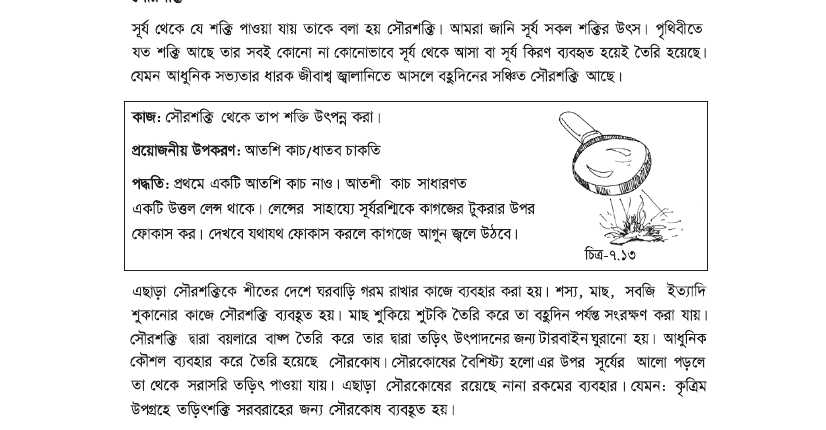 সূর্য থেকে যে শক্তি পাওয়া যায় তাকে বলা হয় সৌরশক্তি। আমরা জানি সূর্য সকল শক্তির উৎস। পৃথিবীতে
যত শক্তি আছে তার সবই কোনো না কোনোভাবে সূর্য থেকে আসা বা সূর্য কিরণ ব্যবহৃত হয়েই তৈরি হয়েছে।
যেমন আধুনিক সভ্যতার ধারক জীবাশ্ম জ্বালানিতে আসলে বহুদিনের সঞ্চিত সৌরশক্তি আছে।
কাজ: সৌরশক্তি থেকে তাপ শক্তি উৎপন্ন করা।
প্রয়োজনীয় উপকরণ: আতশি কাচ/ধাতব চাকতি
পদ্ধতি: প্রথমে একটি আতশি কাচ নাও। আতশী কাচ সাধারণত
একটি উত্তল লেন্স থাকে। লেন্সের সাহায্যে সূর্যরশ্মিকে কাগজের টুকরার উপর
ফোকাস কর। দেখবে যথাযথ ফোকাস করলে কাগজে আগুন জ্বলে উঠবে।
চিত্র-৭.১৩
এছাড়া সৌরশক্তিকে শীতের দেশে ঘরবাড়ি গরম রাখার কাজে ব্যবহার করা হয়। শস্য, মাছ, সবজি ইত্যাদি
শুকানোর কাজে সৌরশক্তি ব্যবহৃত হয়। মাছ শুকিয়ে শুটকি তৈরি করে তা বহুদিন পর্যন্ত সংরক্ষণ করা যায়।
সৌরশক্তি দ্বারা বয়লারে বাষ্প তৈরি করে তার দ্বারা তড়িৎ উৎপাদনের জন্য টারবাইন ঘুরানো হয়। আধুনিক
কৌশল ব্যবহার করে তৈরি হয়েছে সৌরকোষ। সৌরকোষের বৈশিষ্ট্য হলো এর উপর সূর্যের আলো পড়লে
তা থেকে সরাসরি তড়িৎ পাওয়া যায়। এছাড়া সৌরকোষের রয়েছে নানা রকমের ব্যবহার। যেমন: কৃত্রিম
উপগ্রহে তড়িৎশক্তি সরবরাহের জন্য সৌরকোষ ব্যবহৃত হয়।